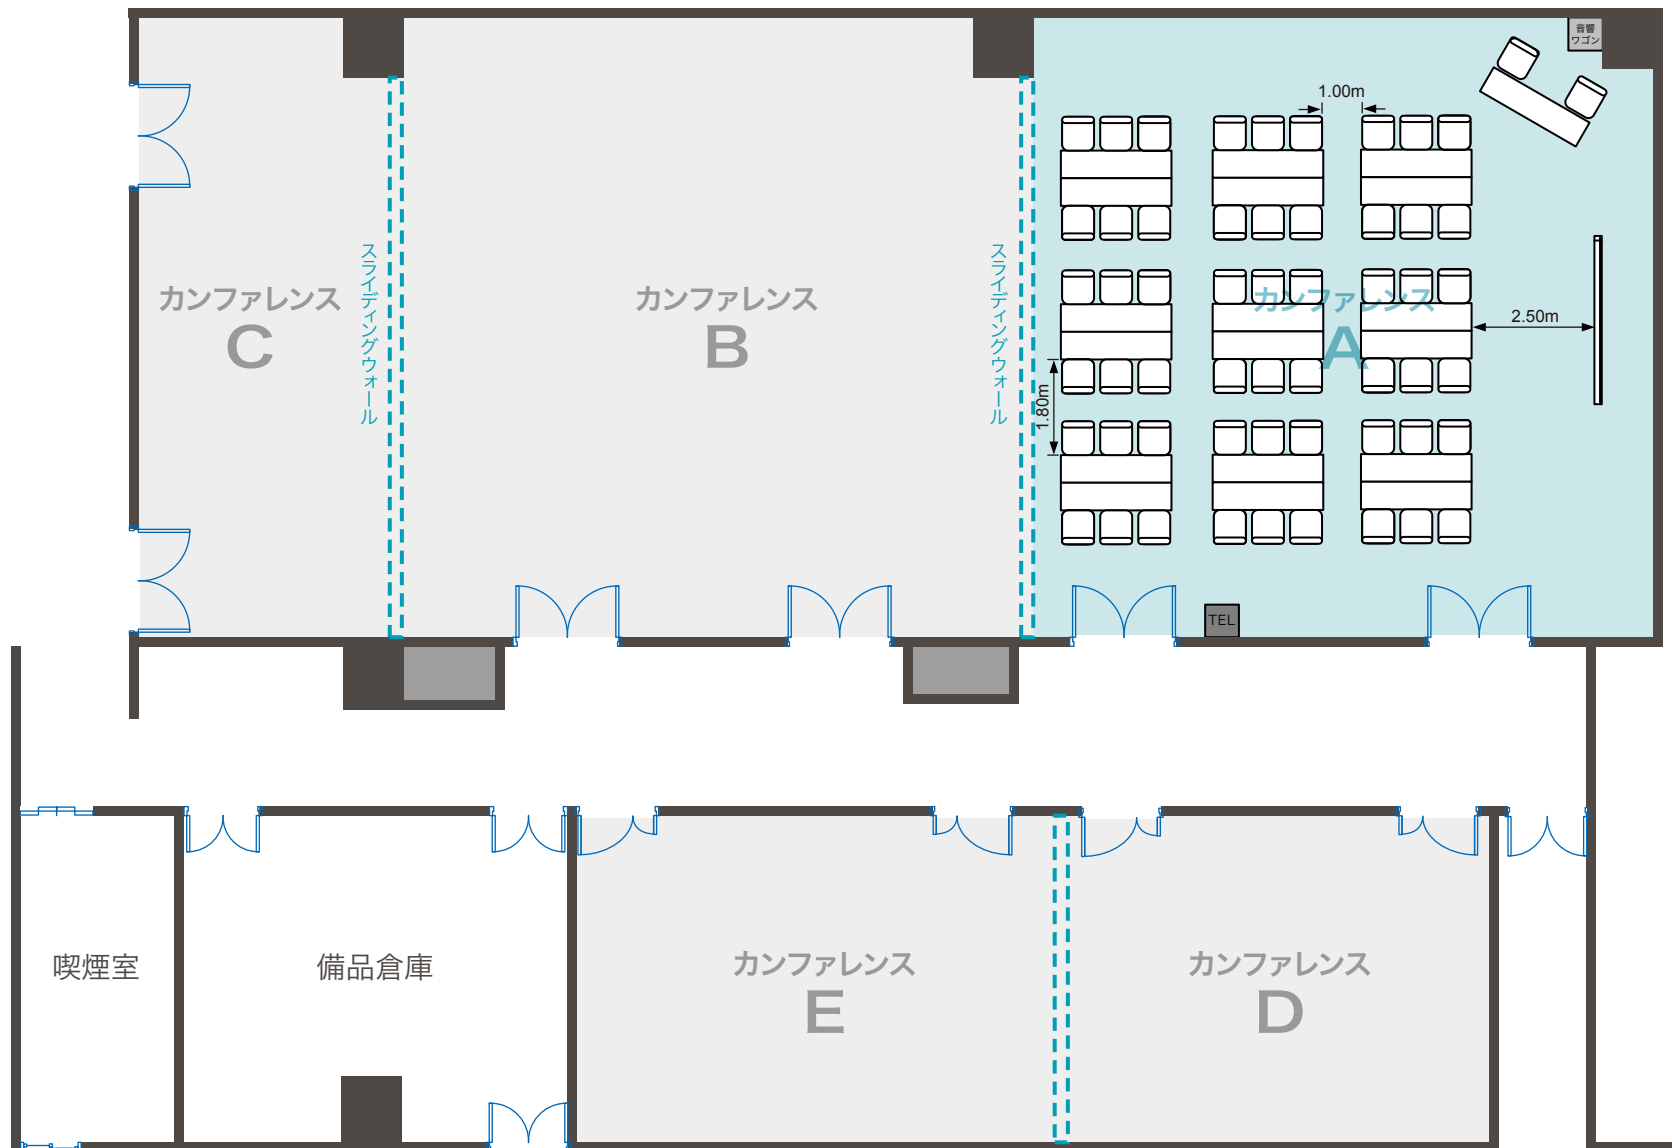 音響
ワゴン
1.00m
カンファレンス
C
スライディングウォール
カンファレンス
B
スライディングウォール
カンファレンス
A
2.50m
1.80m
TEL
喫煙室
備品倉庫
カンファレンス
E
カンファレンス
D